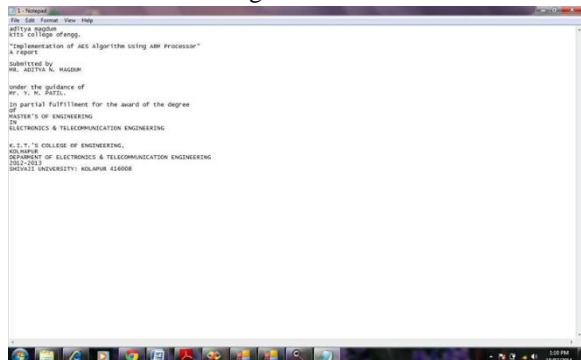 1 - Notepad
File Edit Format View Help
aditya magdum
kits college ofengg.
"Implementation of AES Algorithm using ARM Processor"
A report
Submitted by
MR. ADITYA N. MAGDUM
under the guidance of
Mr. Y. M. PATIL.
In partial fulfillment for the award of the degree
of
MASTER'S OF ENGINEERING
IN
ELECTRONICS & TELECOMMUNICATION ENGINEERING
K.I.T.'S COLLEGE OF ENGINEERING,
KOLHAPUR
DEPARMENT OF ELECTRONICS & TELECOMMUNICATION ENGINEERING
2012-2013
SHIVAJI UNIVERSITY: KOLAPUR 416008
1:10 PM